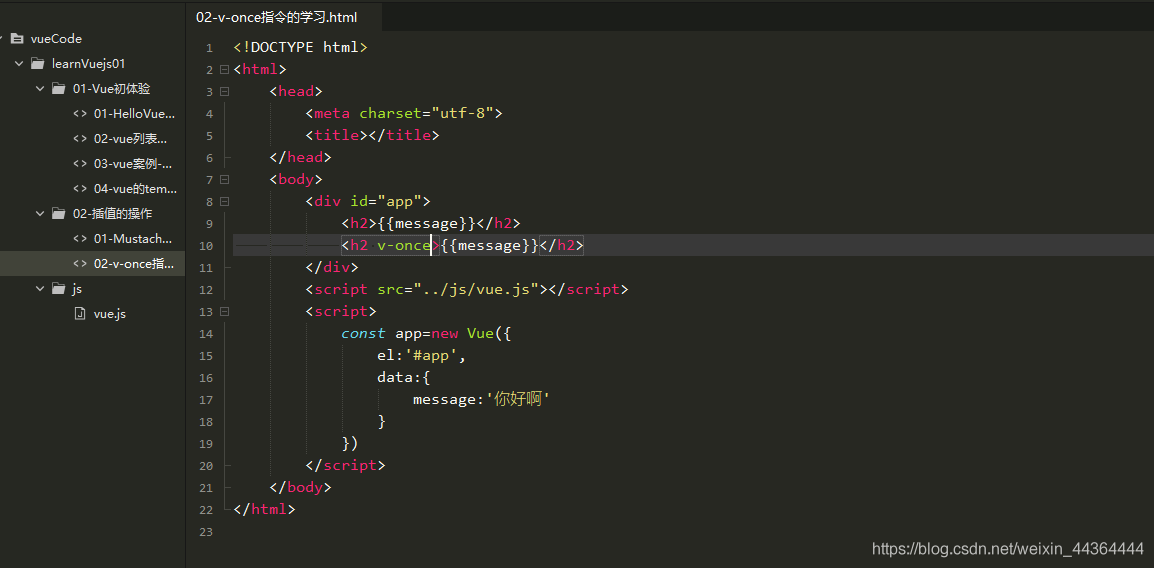 02-v-once指令的学习.html
vueCode
learnVuejs01
01-Vue初体验
01-HelloVue...
02-vue列表...
03-vue案例-...
04-vue的tem...
02-插值的操作
01-Mustach...
02-v-once指...
js
vue.js
1 <!DOCTYPE html>
2 <html>
3 <head>
4 <meta charset="utf-8">
5 <title></title>
6 </head>
7 <body>
8 <div id="app">
9 <h2>{{message}}</h2>
10 <h2 v-once>{{message}}</h2>
11 </div>
12 <script src="../js/vue.js"></script>
13 <script>
14 const app=new Vue({
15 el:'#app',
16 data:{
17 message:'你好啊'
18 }
19 })
20 </script>
21 </body>
22 </html>
23
https://blog.csdn.net/weixin_44364444